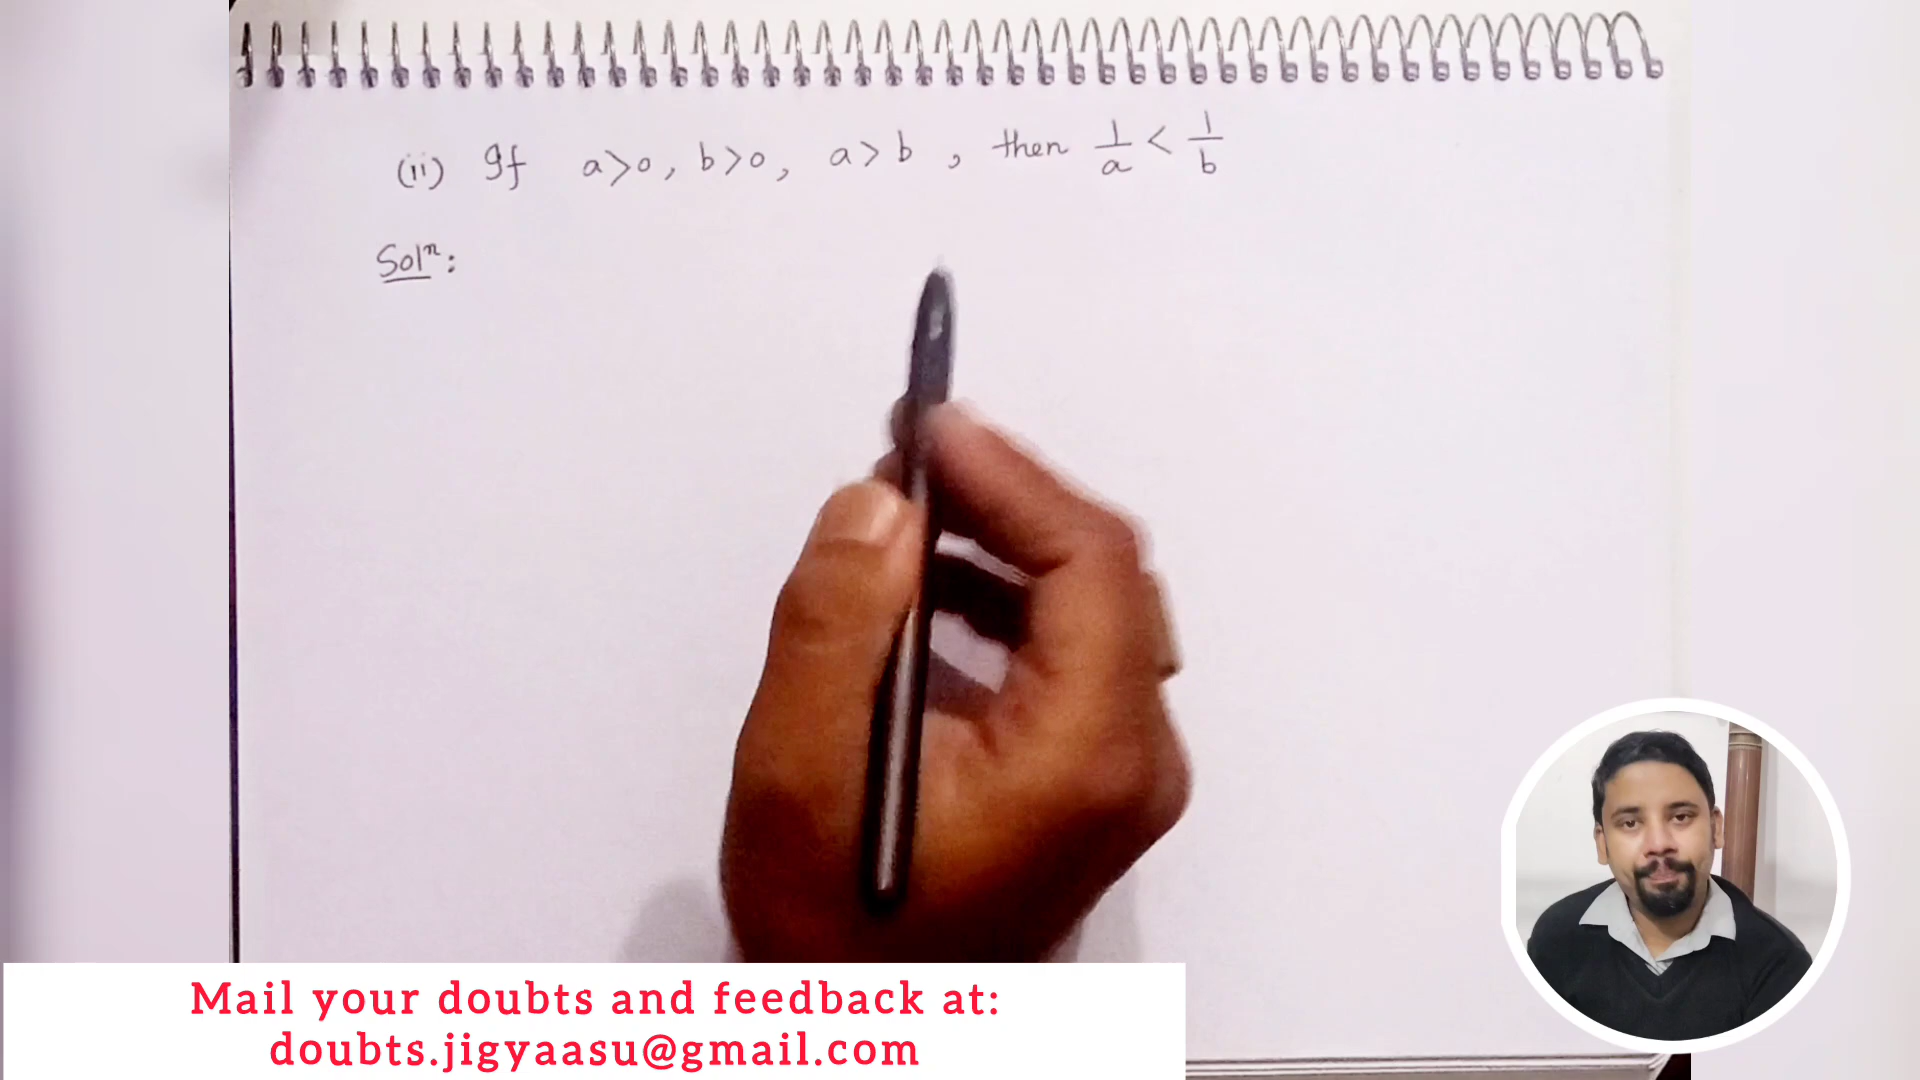 (ii) If a>0, b>0, a>b, then 1/a < 1/b
Solⁿ:
Mail your doubts and feedback at:
doubts.jigyaasu@gmail.com